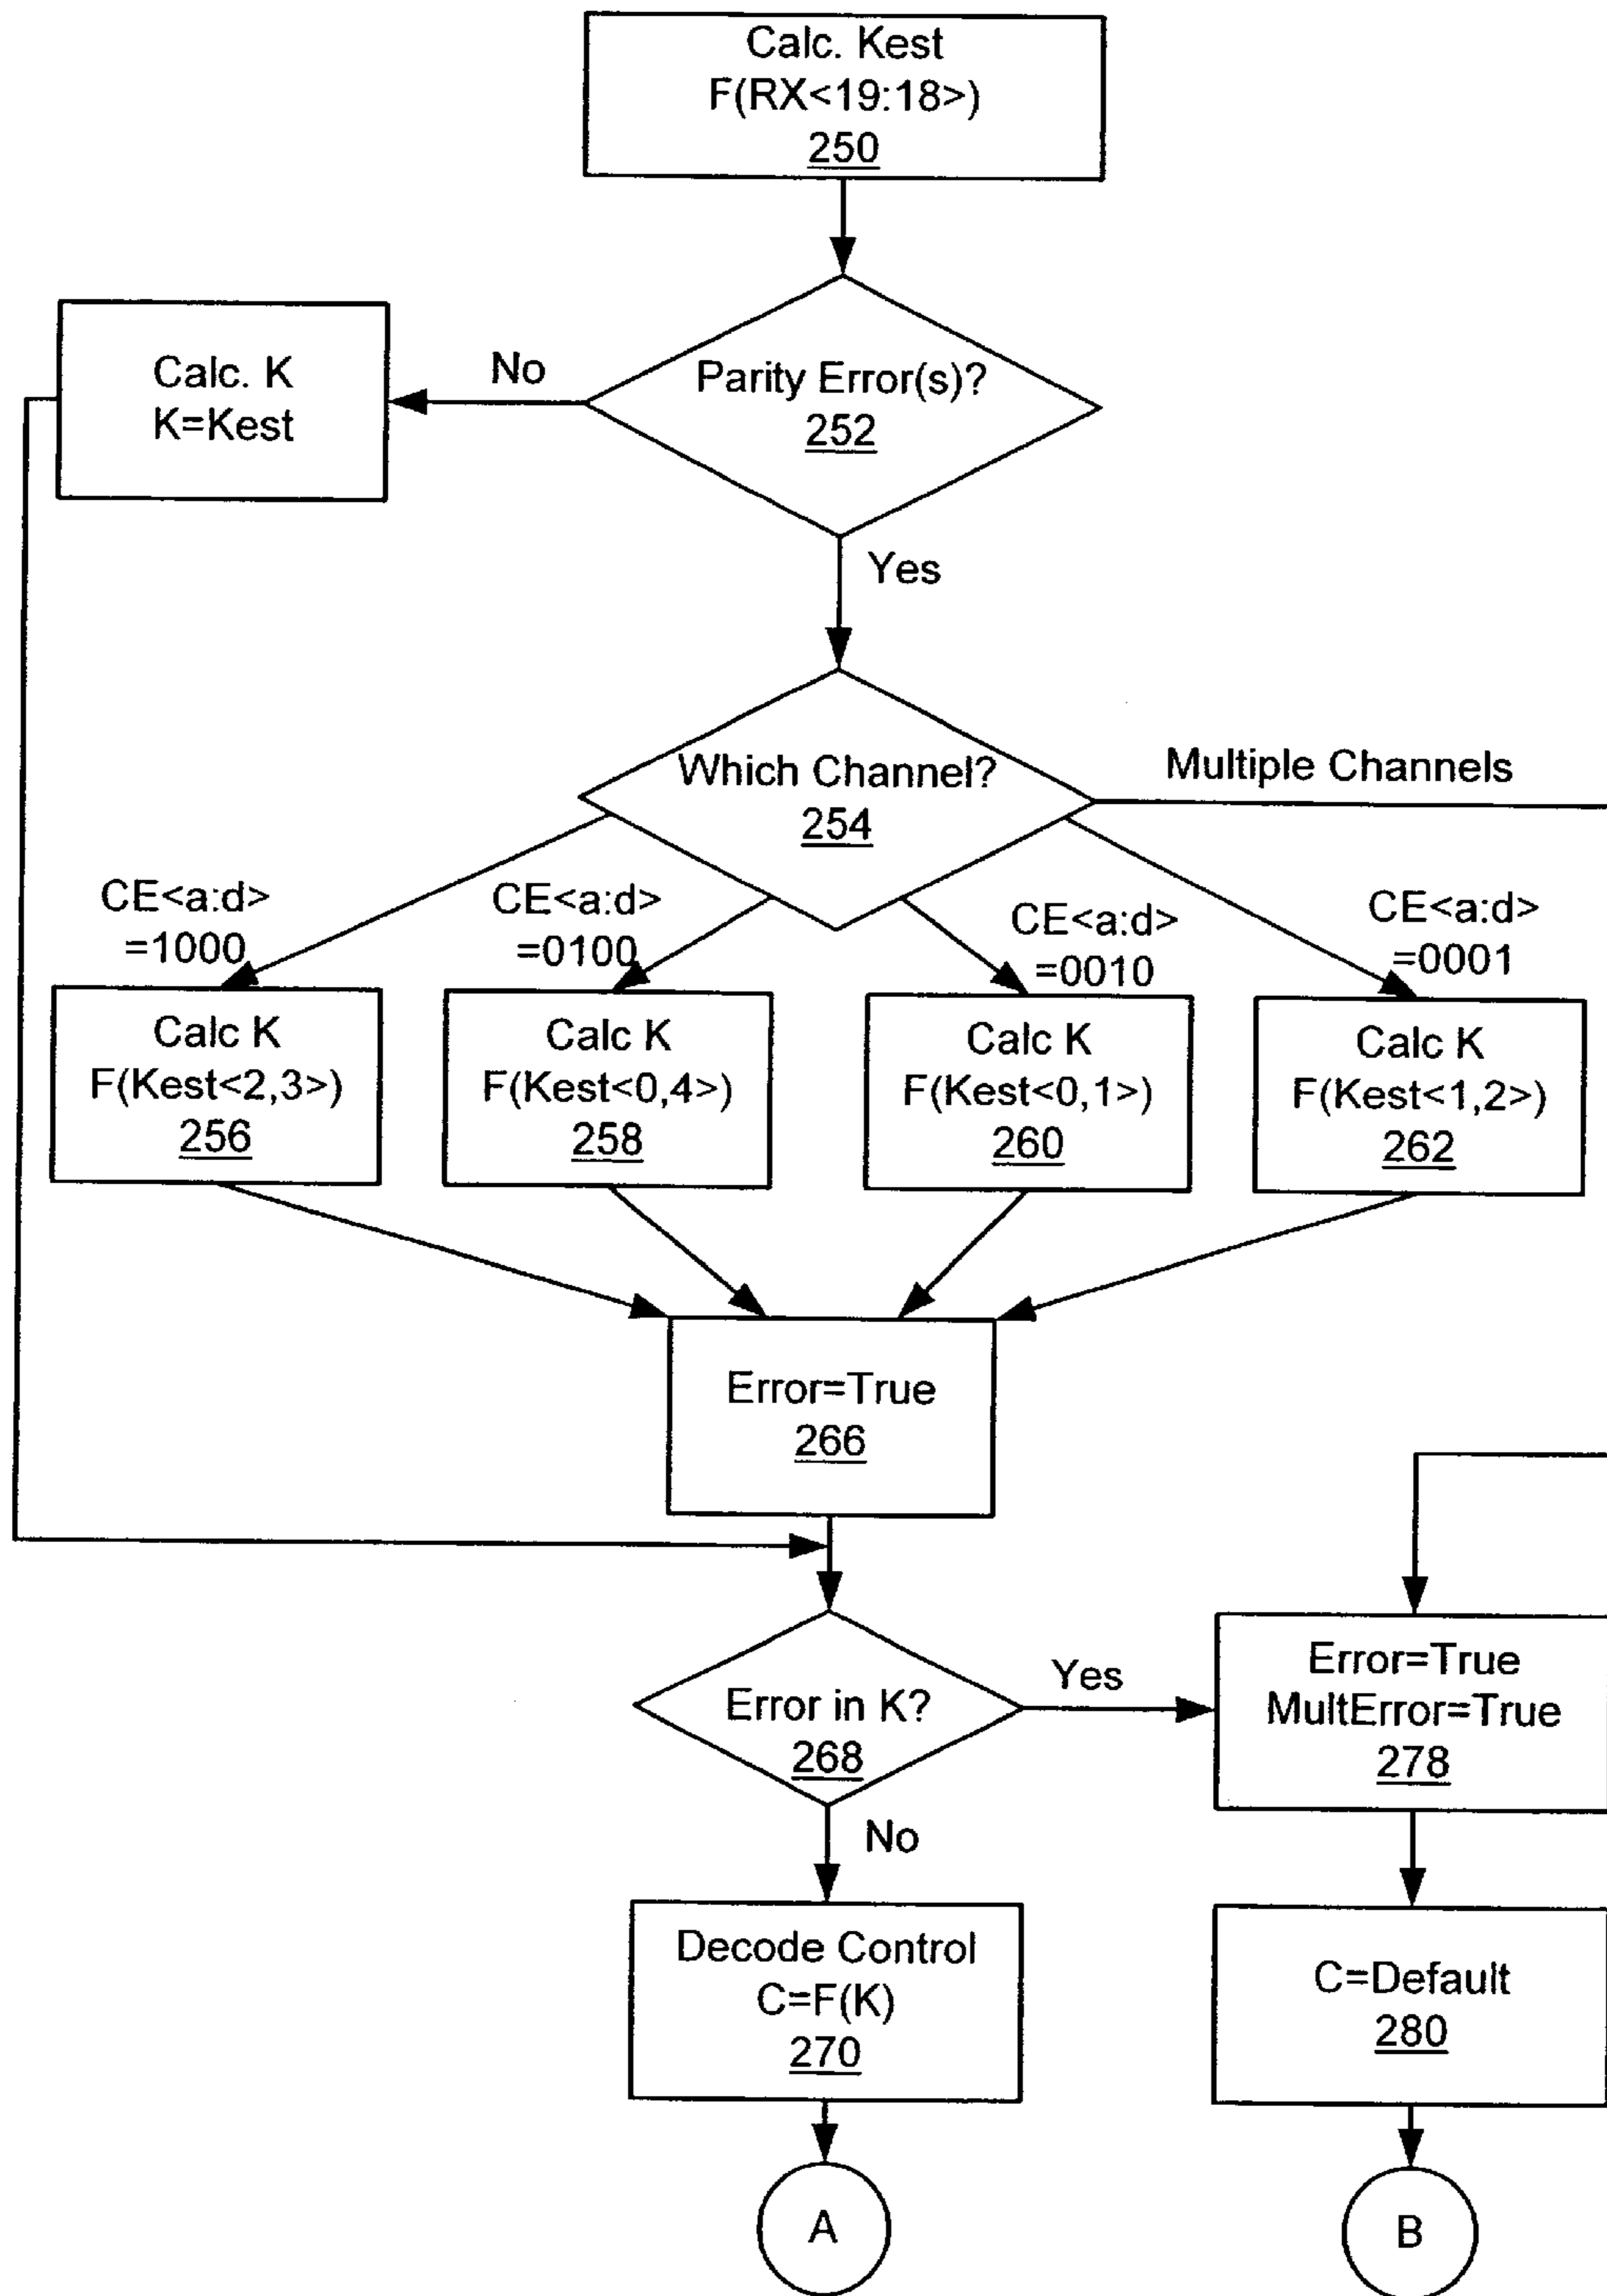 Calc. Kest
F(RX<19:18>)
250
Calc. K
K=Kest
No
Parity Error(s)?
252
Yes
Which Channel?
254
Multiple Channels
CE<a:d>
=1000
CE<a:d>
=0100
CE<a:d>
=0010
CE<a:d>
=0001
Calc K
F(Kest<2,3>)
256
Calc K
F(Kest<0,4>)
258
Calc K
F(Kest<0,1>)
260
Calc K
F(Kest<1,2>)
262
Error=True
266
Error in K?
268
Yes
Error=True
MultError=True
278
No
Decode Control
C=F(K)
270
C=Default
280
A
B